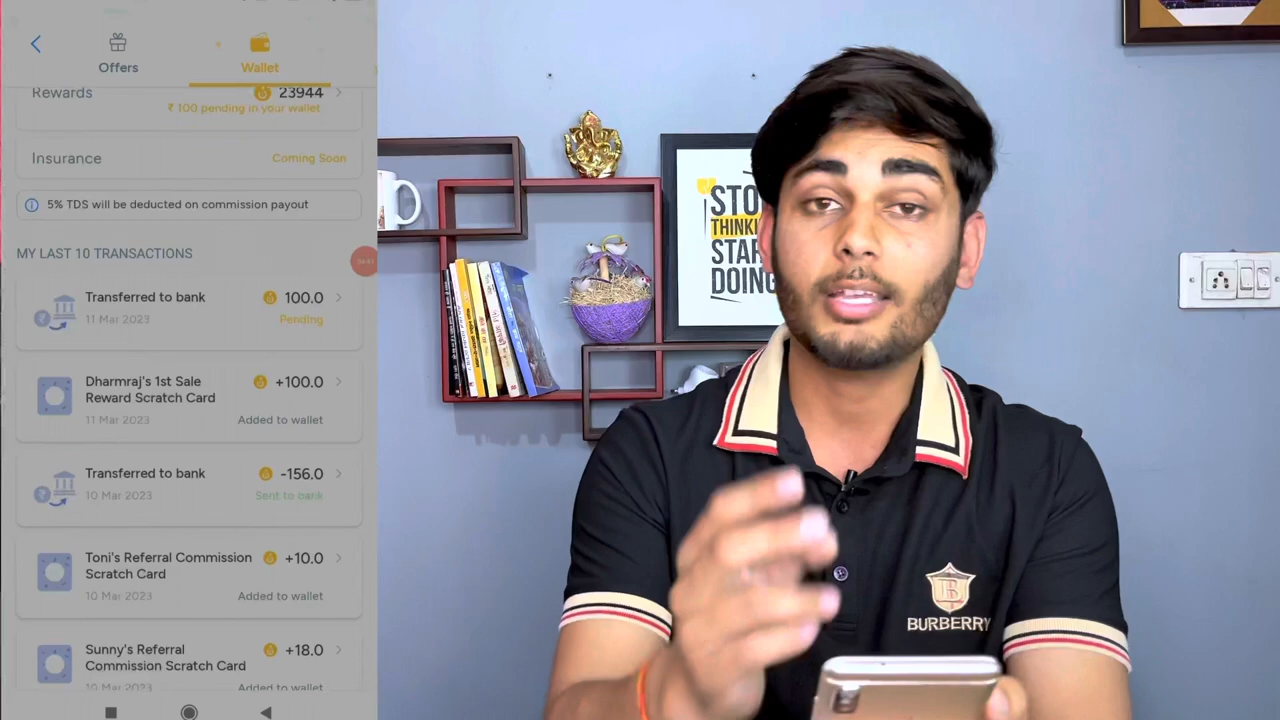 Offers
Wallet
Rewards
23944
₹ 100 pending in your wallet
Insurance
Coming Soon
5% TDS will be deducted on commission payout
MY LAST 10 TRANSACTIONS
Transferred to bank
100.0
11 Mar 2023
Pending
Dharmraj's 1st Sale
Reward Scratch Card
+100.0
11 Mar 2023
Added to wallet
Transferred to bank
-156.0
10 Mar 2023
Sent to bank
Toni's Referral Commission
Scratch Card
+10.0
10 Mar 2023
Added to wallet
Sunny's Referral
Commission Scratch Card
+18.0
10 Mar 2023
Added to wallet
START
DOING
B
BURBERRY